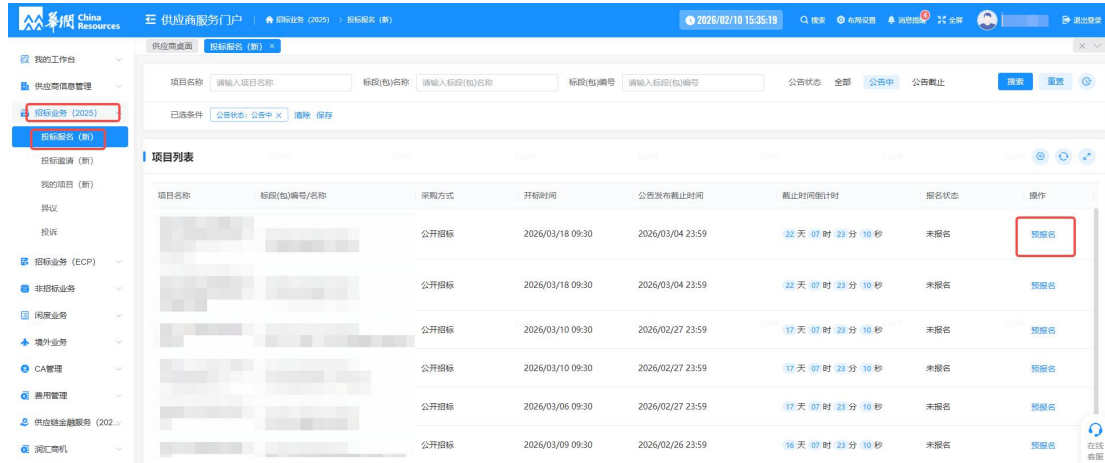 华润 China Resources
供应商服务门户 招标业务 (2025) > 投标报名 (新) 2026/02/10 15:35:19 搜索 布局设置 消息提醒 4 全屏 退出登录
供应商桌面 投标报名 (新) ×
我的工作台
供应商信息管理
招标业务 (2025)
投标报名 (新)
投标邀请 (新)
我的项目 (新)
异议
投诉
招标业务 (ECP)
非招标业务
闲废业务
境外业务
CA管理
费用管理
供应链金融服务 (202...
润汇商机
项目名称 请输入项目名称 标段(包)名称 请输入标段(包)名称 标段(包)编号 请输入标段(包)编号 公告状态 全部 公告中 公告截止 搜索 重置
已选条件 公告状态: 公告中 × 清除 保存
项目列表
项目名称 标段(包)编号/名称 采购方式 开标时间 公告发布截止时间 截止时间倒计时 报名状态 操作
公开招标 2026/03/18 09:30 2026/03/04 23:59 22 天 07 时 23 分 10 秒 未报名 预报名
公开招标 2026/03/18 09:30 2026/03/04 23:59 22 天 07 时 23 分 10 秒 未报名 预报名
公开招标 2026/03/10 09:30 2026/02/27 23:59 17 天 07 时 23 分 10 秒 未报名 预报名
公开招标 2026/03/10 09:30 2026/02/27 23:59 17 天 07 时 23 分 10 秒 未报名 预报名
公开招标 2026/03/06 09:30 2026/02/27 23:59 17 天 07 时 23 分 10 秒 未报名 预报名
公开招标 2026/03/09 09:30 2026/02/26 23:59 16 天 07 时 23 分 10 秒 未报名 预报名
在线
客服